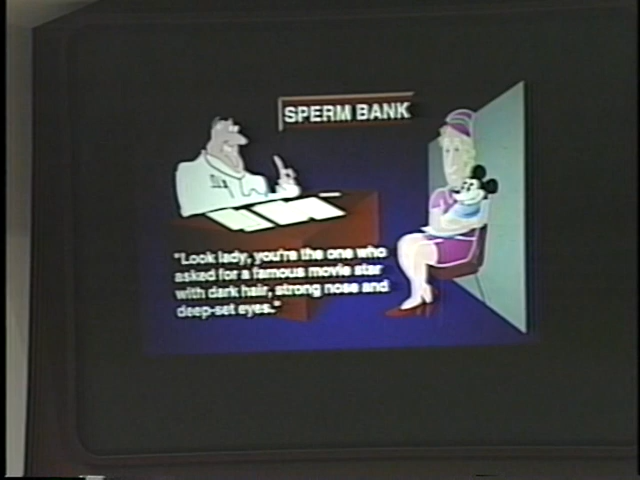 SPERM BANK
"Look lady, you're the one who
asked for a famous movie star
with dark hair, strong nose and
deep-set eyes."